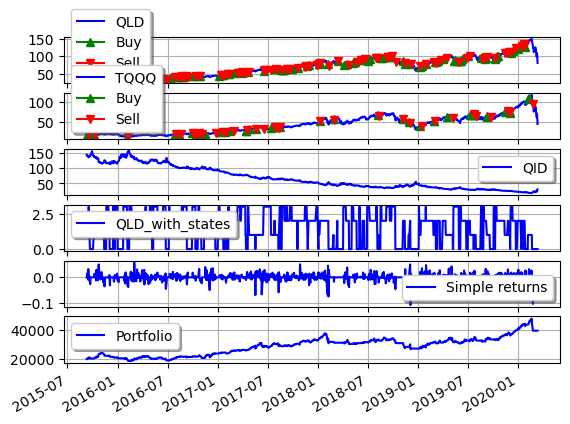 QLD
Buy
Sell
150
100
50
TQQQ
Buy
Sell
100
50
150
100
50
QID
2.5
0.0
QLD_with_states
0.0
−0.1
Simple returns
40000
20000
Portfolio
2015-07 2016-01 2016-07 2017-01 2017-07 2018-01 2018-07 2019-01 2019-07 2020-01